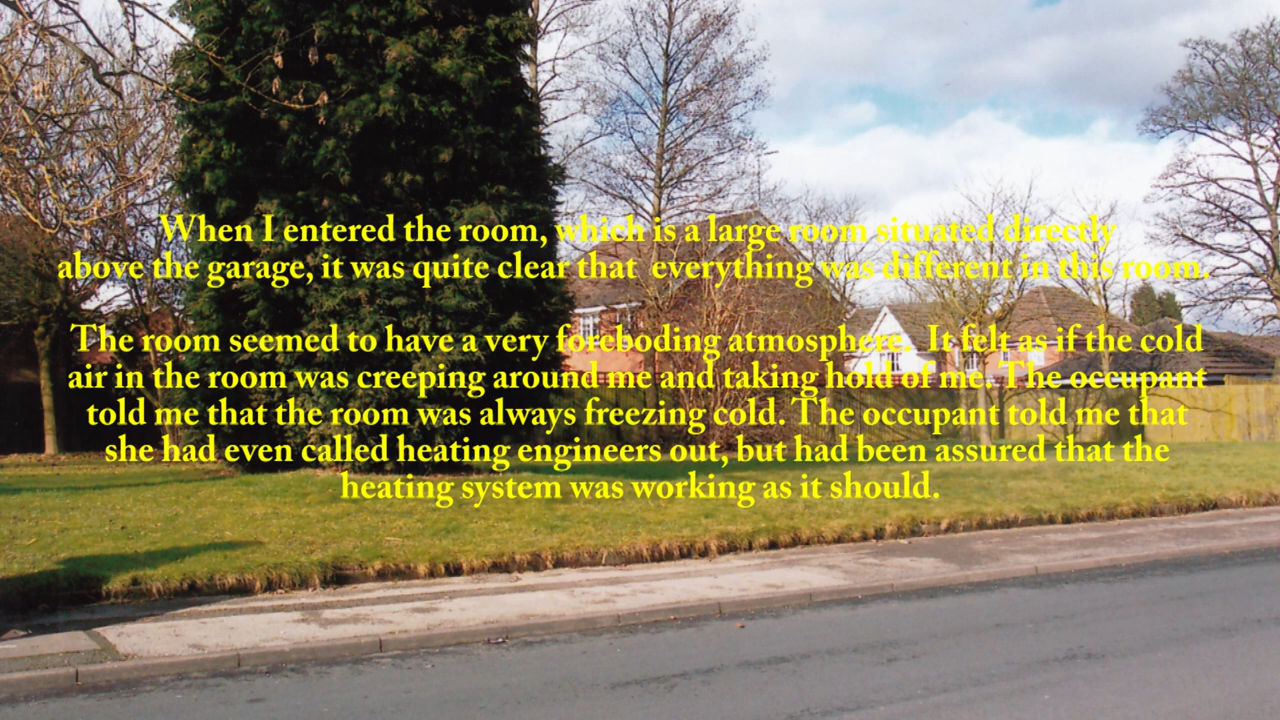 When I entered the room, which is a large room situated directly
above the garage, it was quite clear that  everything was different in this room.
The room seemed to have a very foreboding atmosphere.  It felt as if the cold
air in the room was creeping around me and taking hold of me. The occupant
told me that the room was always freezing cold. The occupant told me that
she had even called heating engineers out, but had been assured that the
heating system was working as it should.